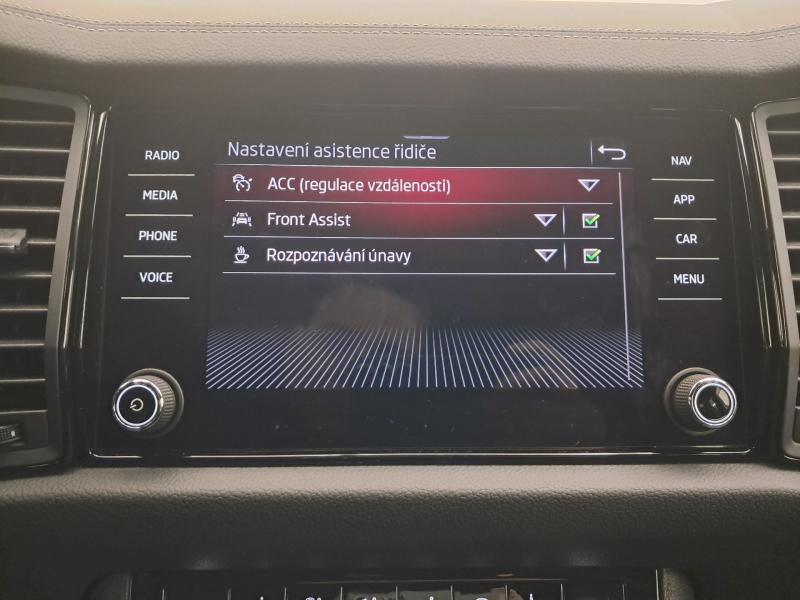 Nastavení asistence řidiče
RADIO
MEDIA
PHONE
VOICE
ACC (regulace vzdálenosti)
Front Assist
Rozpoznávání únavy
NAV
APP
CAR
MENU